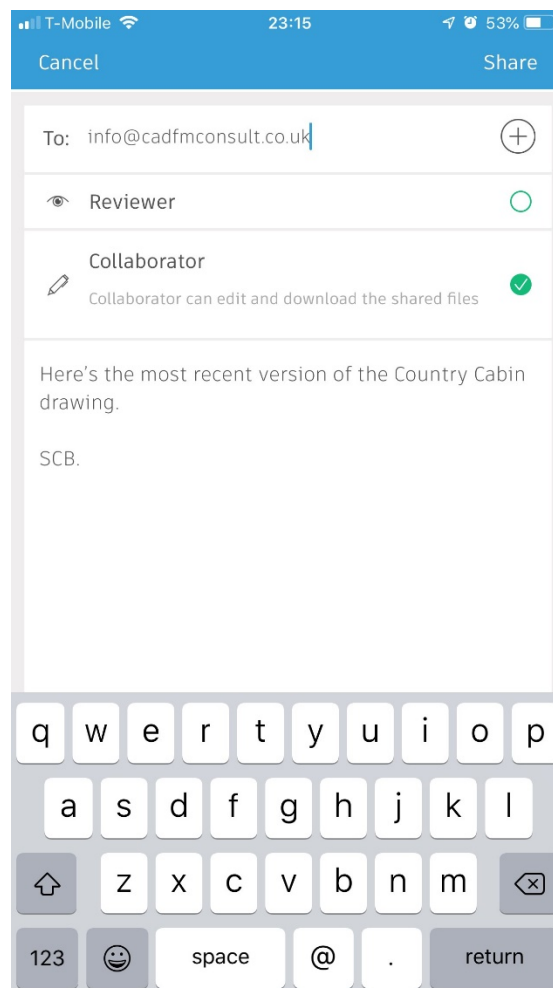 T-Mobile 23:15 53%
Cancel Share
To: info@cadfmconsult.co.uk
Reviewer
Collaborator
Collaborator can edit and download the shared files
Here's the most recent version of the Country Cabin
drawing.
SCB.
q w e r t y u i o p
a s d f g h j k l
z x c v b n m
123 space @ . return